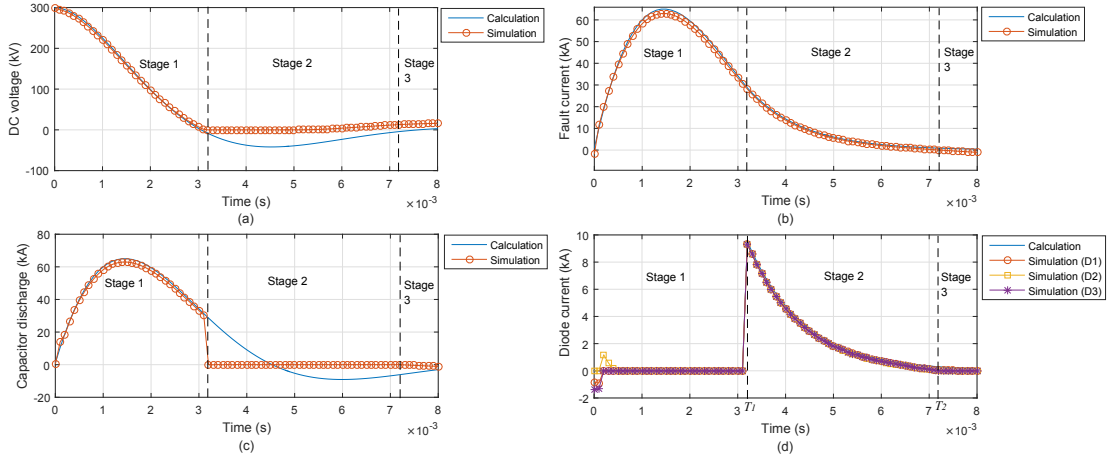 DC voltage (kV)
300
200
100
0
-100
Stage 1
Stage 2
Stage
3
0 1 2 3 4 5 6 7 8
Time (s)
×10⁻³
(a)
Calculation
Simulation
Fault current (kA)
60
50
40
30
20
10
0
-10
Stage 1
Stage 2
Stage
3
0 1 2 3 4 5 6 7 8
Time (s)
×10⁻³
(b)
Calculation
Simulation
Capacitor discharge (kA)
80
60
40
20
0
-20
Stage 1
Stage 2
Stage
3
0 1 2 3 4 5 6 7 8
Time (s)
×10⁻³
(c)
Calculation
Simulation
Diode current (kA)
10
8
6
4
2
0
-2
Stage 1
Stage 2
Stage
3
0 1 2 3 T1 4 5 6 7 T2 8
Time (s)
×10⁻³
(d)
Calculation
Simulation (D1)
Simulation (D2)
Simulation (D3)